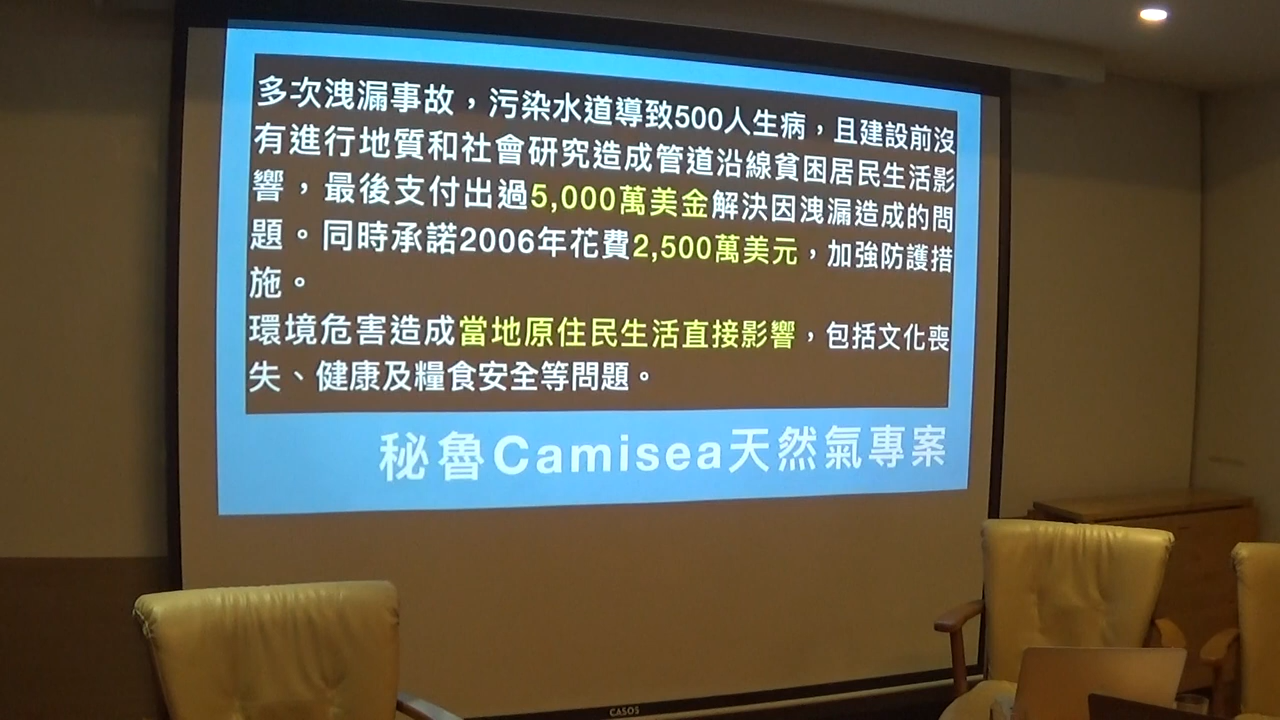 多次洩漏事故，污染水道導致500人生病，且建設前沒
有進行地質和社會研究造成管道沿線貧困居民生活影
響，最後支付出過5,000萬美金解決因洩漏造成的問
題。同時承諾2006年花費2,500萬美元，加強防護措
施。
環境危害造成當地原住民生活直接影響，包括文化喪
失、健康及糧食安全等問題。
秘魯Camisea天然氣專案
CASOS